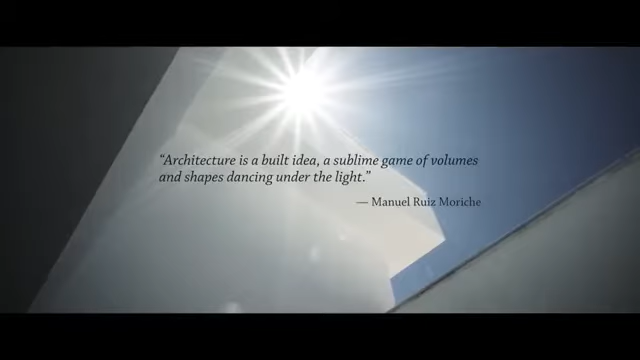 “Architecture is a built idea, a sublime game of volumes
and shapes dancing under the light.”
— Manuel Ruiz Moriche